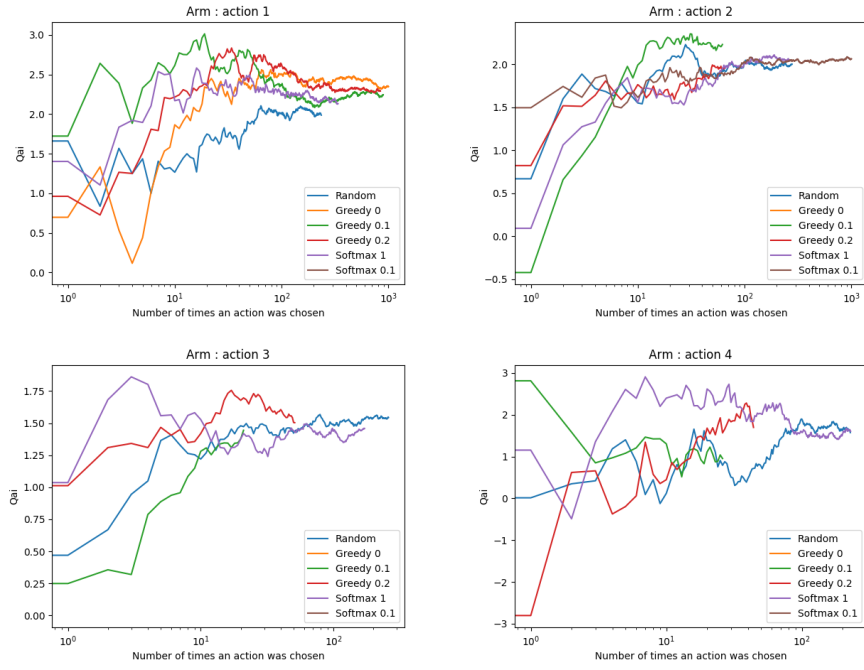 Arm : action 1
Qai
3.0
2.5
2.0
1.5
1.0
0.5
0.0
Random
Greedy 0
Greedy 0.1
Greedy 0.2
Softmax 1
Softmax 0.1
10⁰ 10¹ 10² 10³
Number of times an action was chosen
Arm : action 2
Qai
2.0
1.5
1.0
0.5
0.0
−0.5
Random
Greedy 0
Greedy 0.1
Greedy 0.2
Softmax 1
Softmax 0.1
10⁰ 10¹ 10² 10³
Number of times an action was chosen
Arm : action 3
Qai
1.75
1.50
1.25
1.00
0.75
0.50
0.25
0.00
Random
Greedy 0
Greedy 0.1
Greedy 0.2
Softmax 1
Softmax 0.1
10⁰ 10¹ 10²
Number of times an action was chosen
Arm : action 4
Qai
3
2
1
0
−1
−2
−3
Random
Greedy 0
Greedy 0.1
Greedy 0.2
Softmax 1
Softmax 0.1
10⁰ 10¹ 10²
Number of times an action was chosen